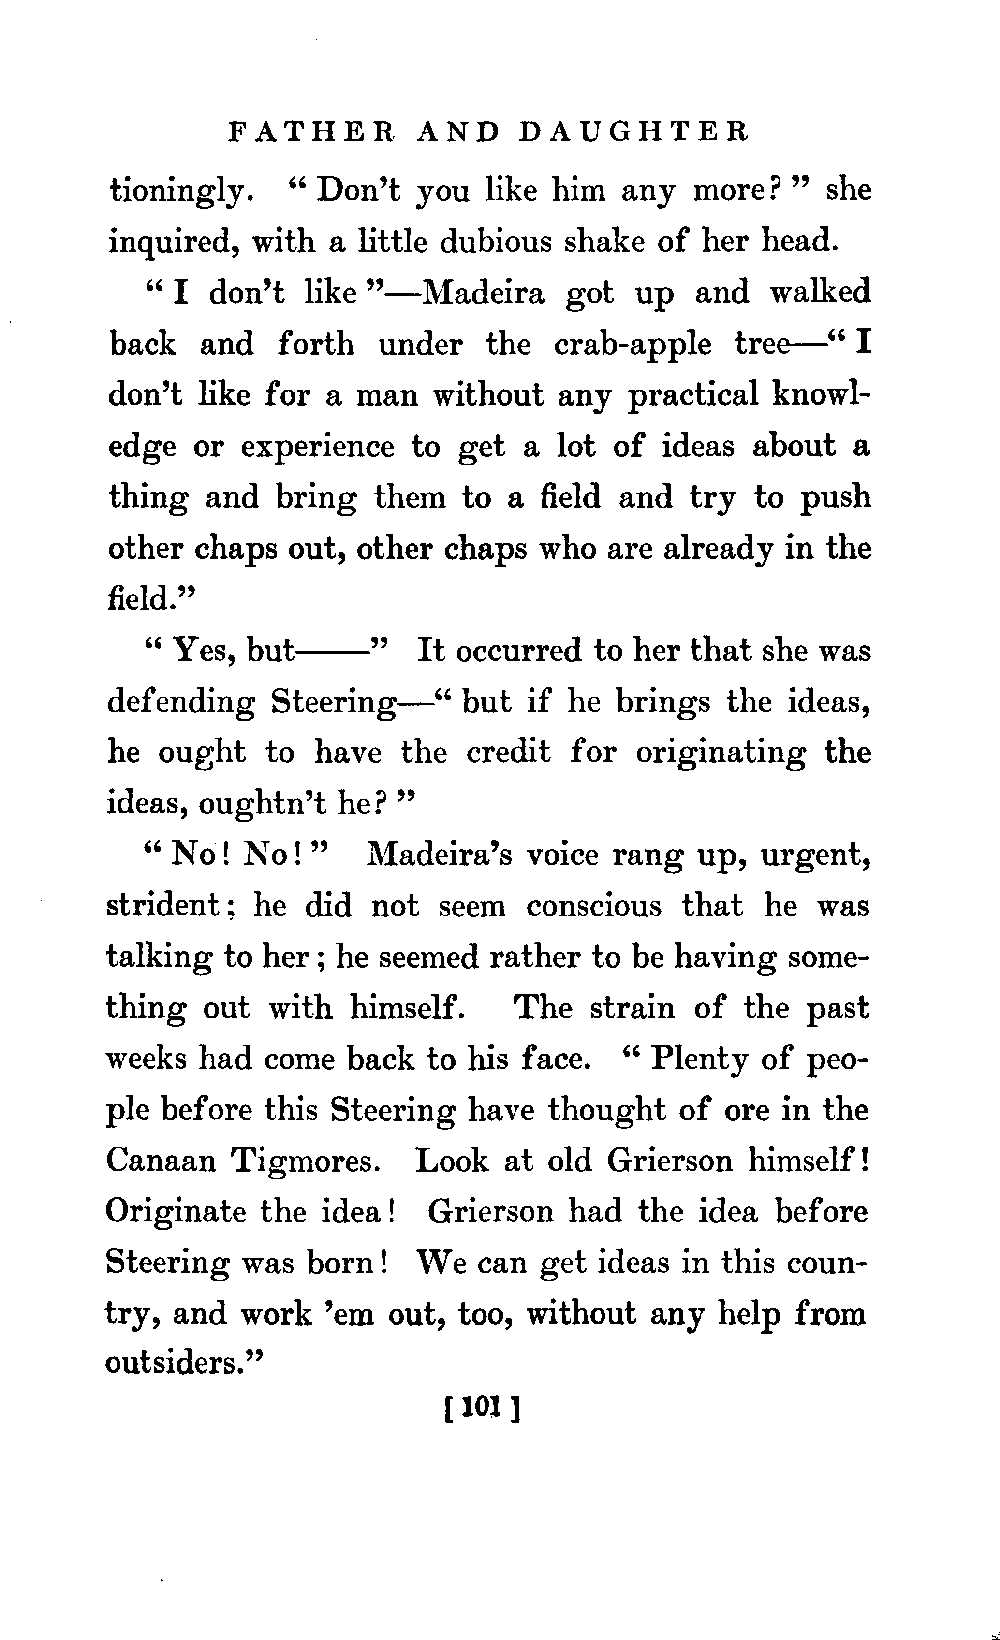 FATHER AND DAUGHTER
tioningly. “ Don’t you like him any more? ” she
inquired, with a little dubious shake of her head.
“ I don’t like ”—Madeira got up and walked
back and forth under the crab-apple tree—“ I
don’t like for a man without any practical knowl-
edge or experience to get a lot of ideas about a
thing and bring them to a field and try to push
other chaps out, other chaps who are already in the
field.”
“ Yes, but——” It occurred to her that she was
defending Steering—“ but if he brings the ideas,
he ought to have the credit for originating the
ideas, oughtn’t he? ”
“ No! No! ” Madeira’s voice rang up, urgent,
strident; he did not seem conscious that he was
talking to her; he seemed rather to be having some-
thing out with himself. The strain of the past
weeks had come back to his face. “ Plenty of peo-
ple before this Steering have thought of ore in the
Canaan Tigmores. Look at old Grierson himself!
Originate the idea! Grierson had the idea before
Steering was born! We can get ideas in this coun-
try, and work ’em out, too, without any help from
outsiders.”
[ 101 ]